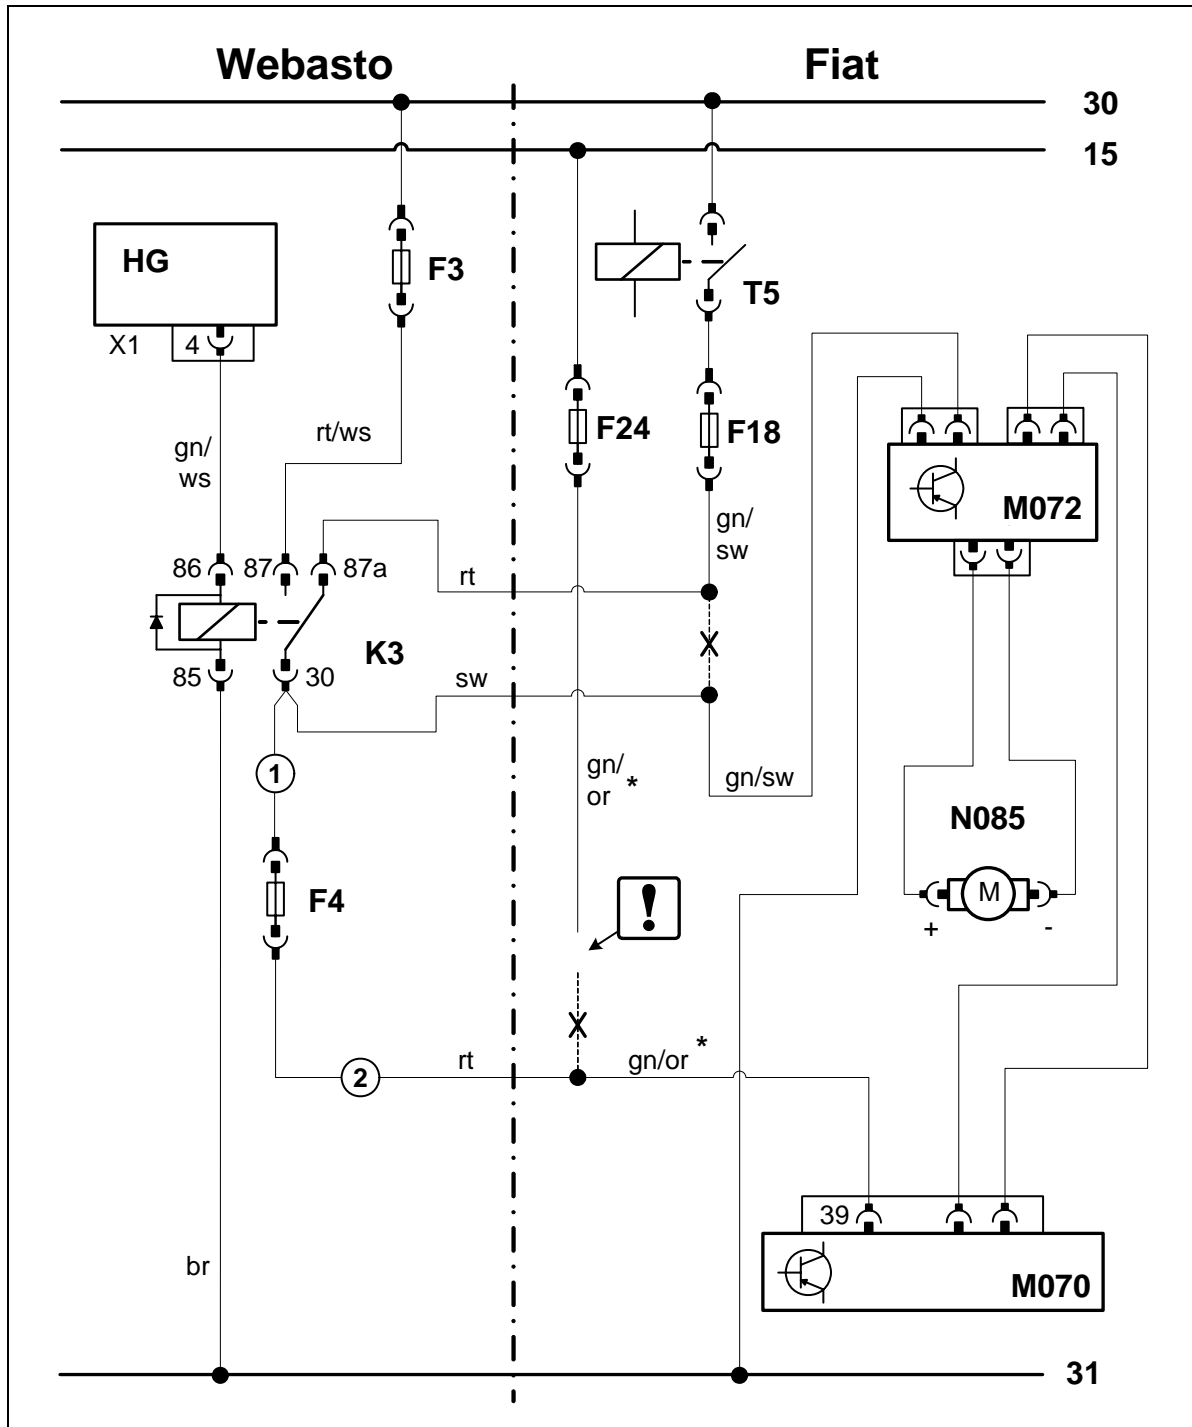 Webasto
Fiat
30
15
HG
F3
T5
X1
4
F24
F18
rt/ws
gn/
ws
M072
gn/
sw
86
87
87a
rt
K3
85
30
sw
1
gn/
or *
gn/sw
N085
F4
!
M
+
-
2
rt
gn/or *
39
M070
br
31